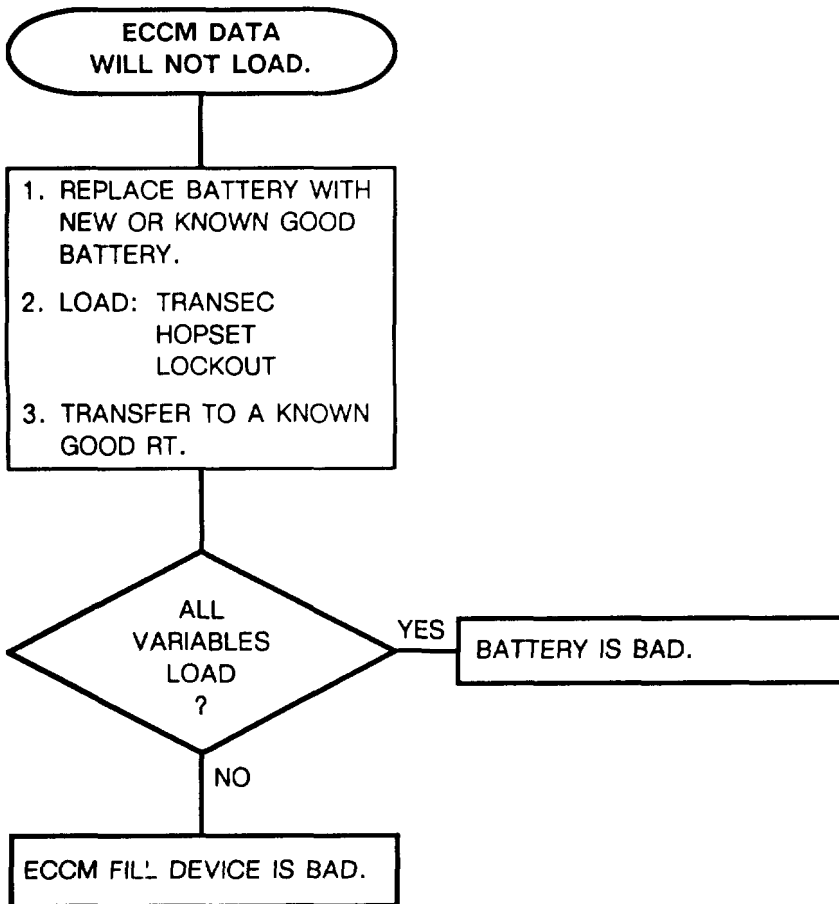 ECCM DATA
WILL NOT LOAD.
1. REPLACE BATTERY WITH
NEW OR KNOWN GOOD
BATTERY.
2. LOAD: TRANSEC
HOPSET
LOCKOUT
3. TRANSFER TO A KNOWN
GOOD RT.
ALL
VARIABLES
LOAD
?
YES
BATTERY IS BAD.
NO
ECCM FILL DEVICE IS BAD.